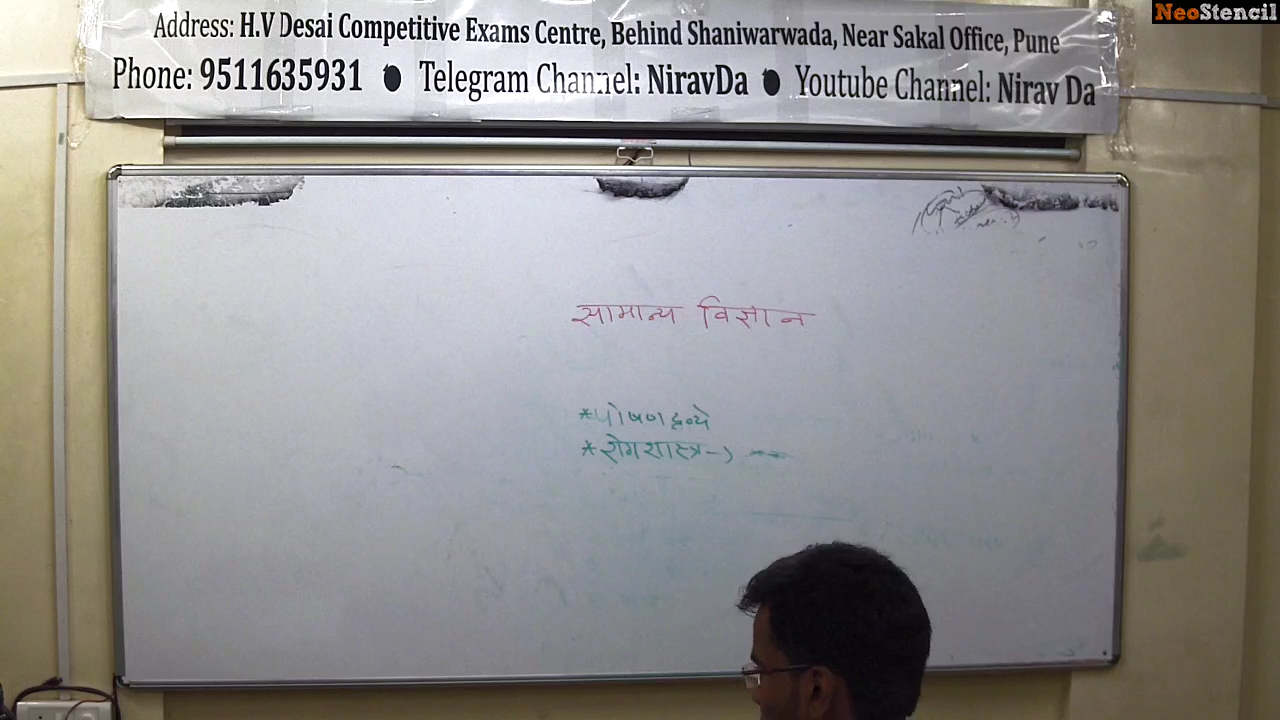 NeoStencil
Address: H.V Desai Competitive Exams Centre, Behind Shaniwarwada, Near Sakal Office, Pune
Phone: 9511635931 ● Telegram Channel: NiravDa ● Youtube Channel: Nirav Da
सामान्य विज्ञान
*पोषणद्रव्ये
*रोगशास्त्र→